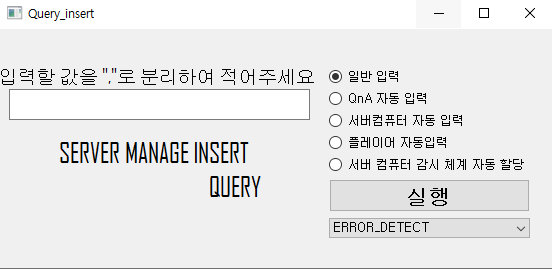 Query_insert
입력할 값을 "."로 분리하여 적어주세요
SERVER MANAGE INSERT
QUERY
일반 입력
QnA 자동 입력
서버컴퓨터 자동 입력
플레이어 자동입력
서버 컴퓨터 감시 체계 자동 할당
실행
ERROR_DETECT